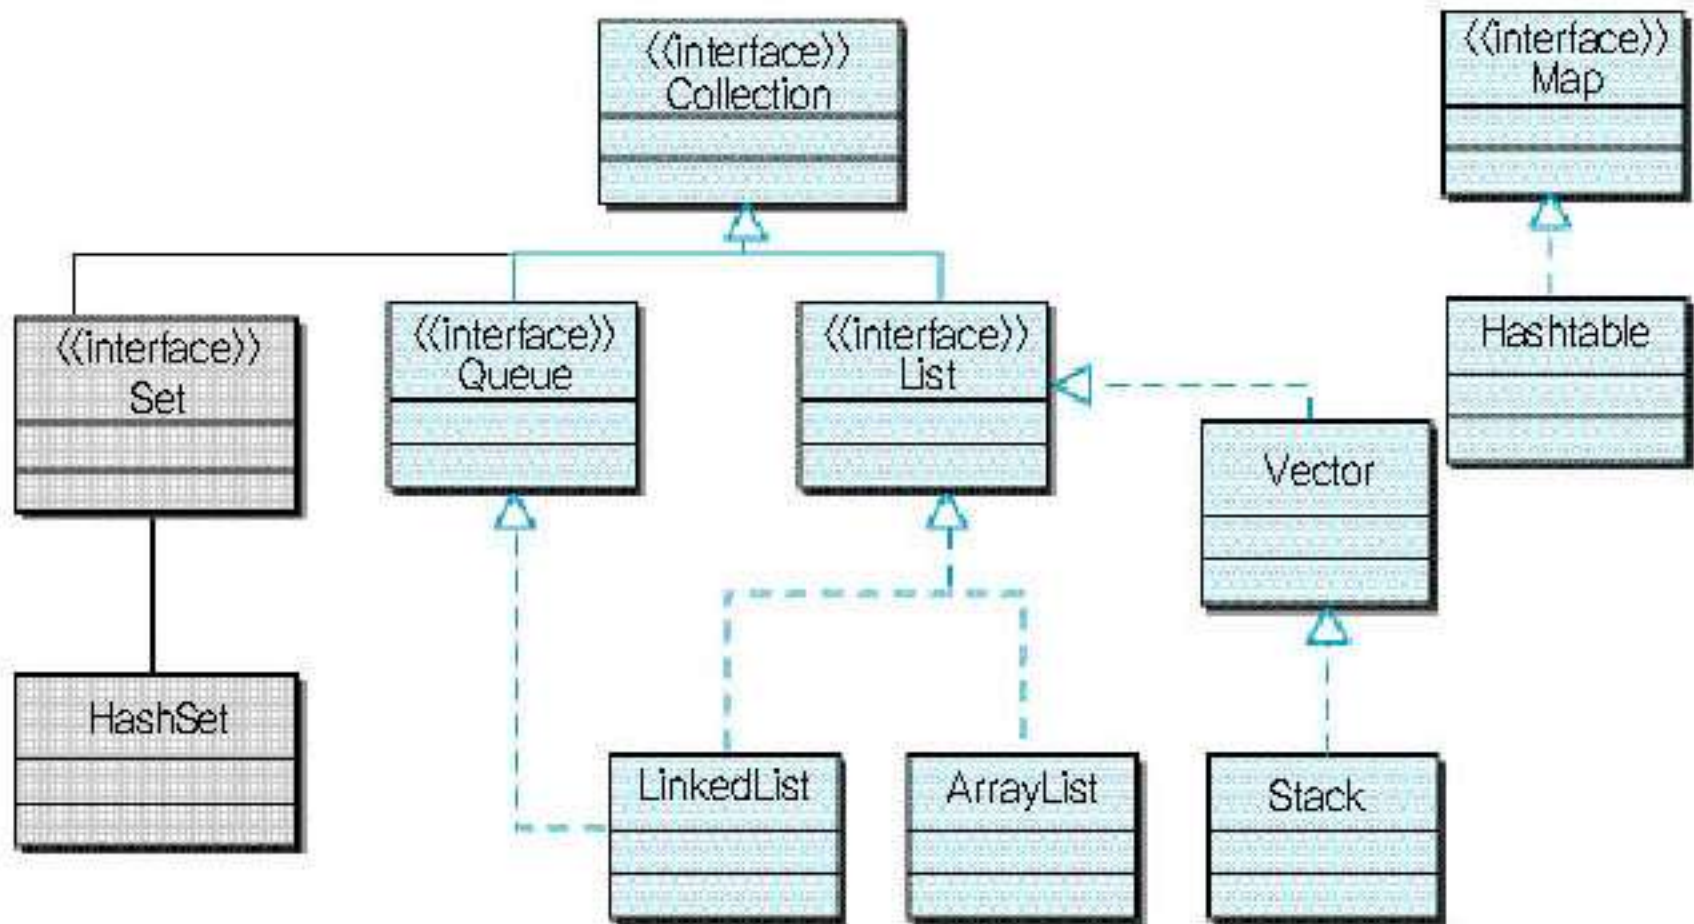 ⟨⟨interface⟩⟩
Collection
⟨⟨interface⟩⟩
Map
⟨⟨interface⟩⟩
Set
⟨⟨interface⟩⟩
Queue
⟨⟨interface⟩⟩
List
Hashtable
Vector
HashSet
LinkedList
ArrayList
Stack